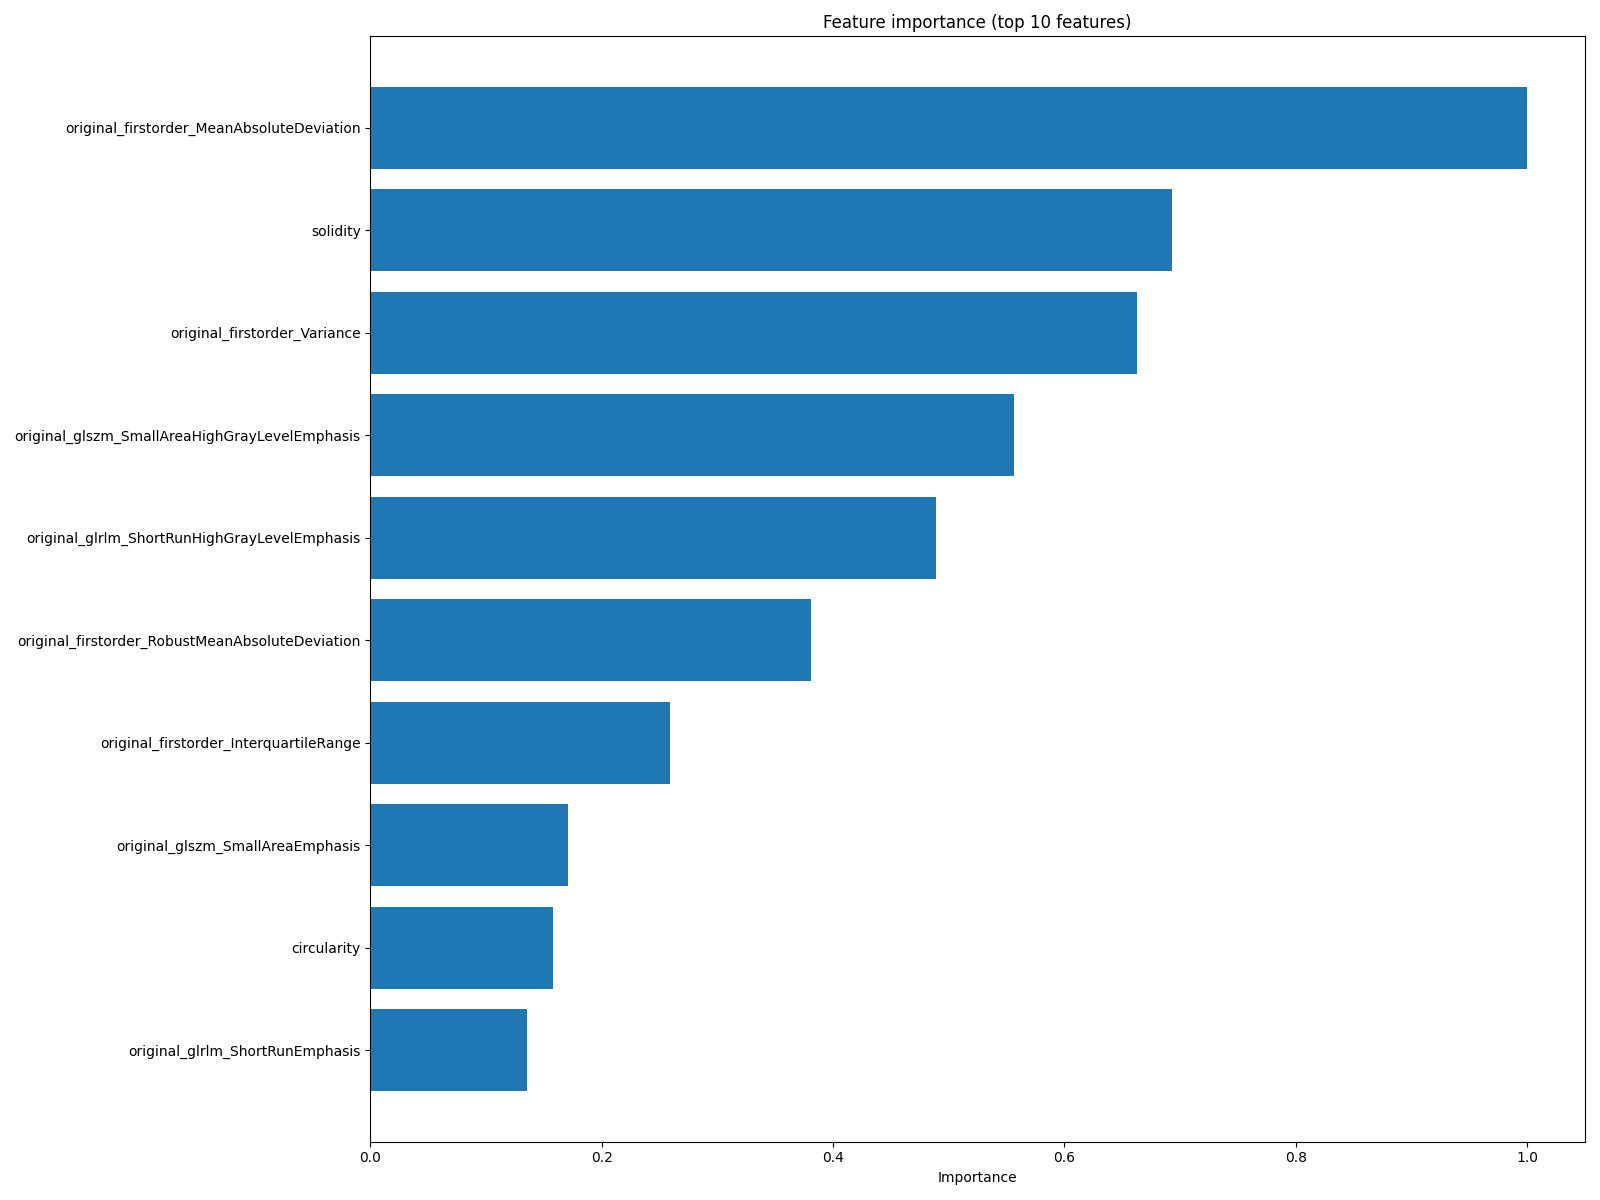 Feature importance (top 10 features)
original_firstorder_MeanAbsoluteDeviation
solidity
original_firstorder_Variance
original_glszm_SmallAreaHighGrayLevelEmphasis
original_glrlm_ShortRunHighGrayLevelEmphasis
original_firstorder_RobustMeanAbsoluteDeviation
original_firstorder_InterquartileRange
original_glszm_SmallAreaEmphasis
circularity
original_glrlm_ShortRunEmphasis
0.0 0.2 0.4 0.6 0.8 1.0
Importance